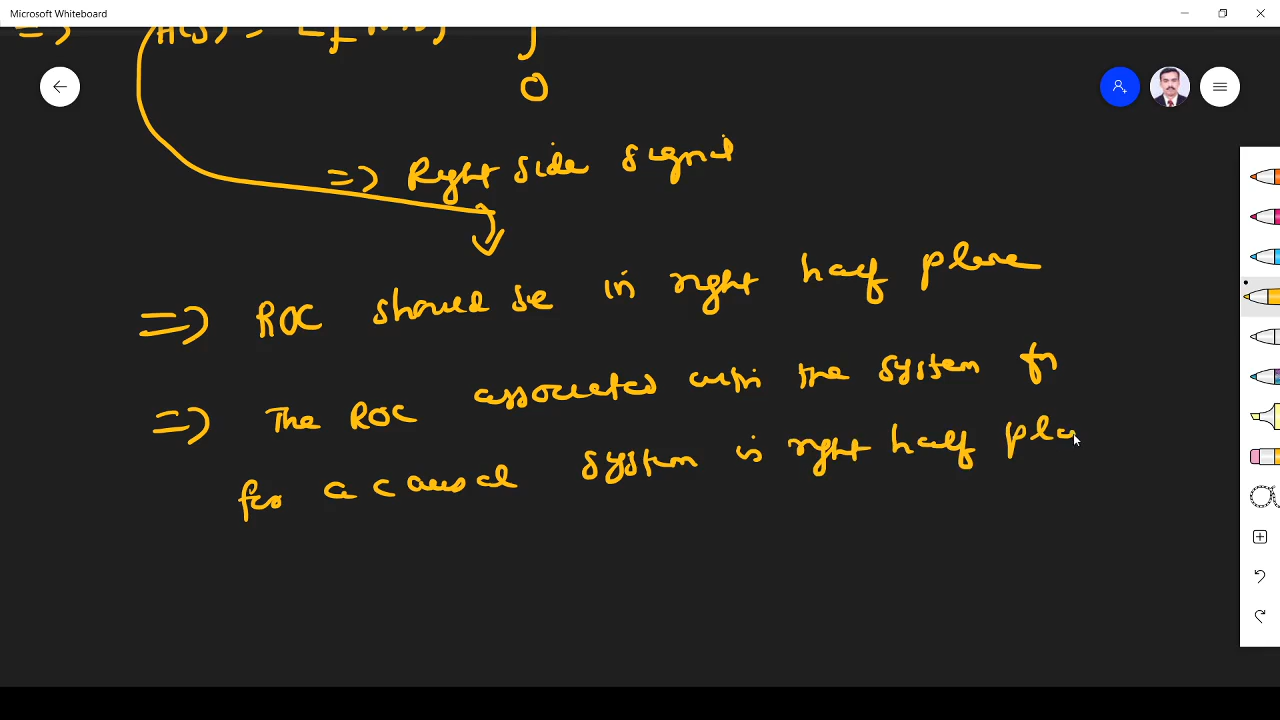 Microsoft Whiteboard
=> H(s) =
0
=> Right side signal
=> ROC should be in right half plane
=> The ROC associated with the system fn
for a causal system is right half pla